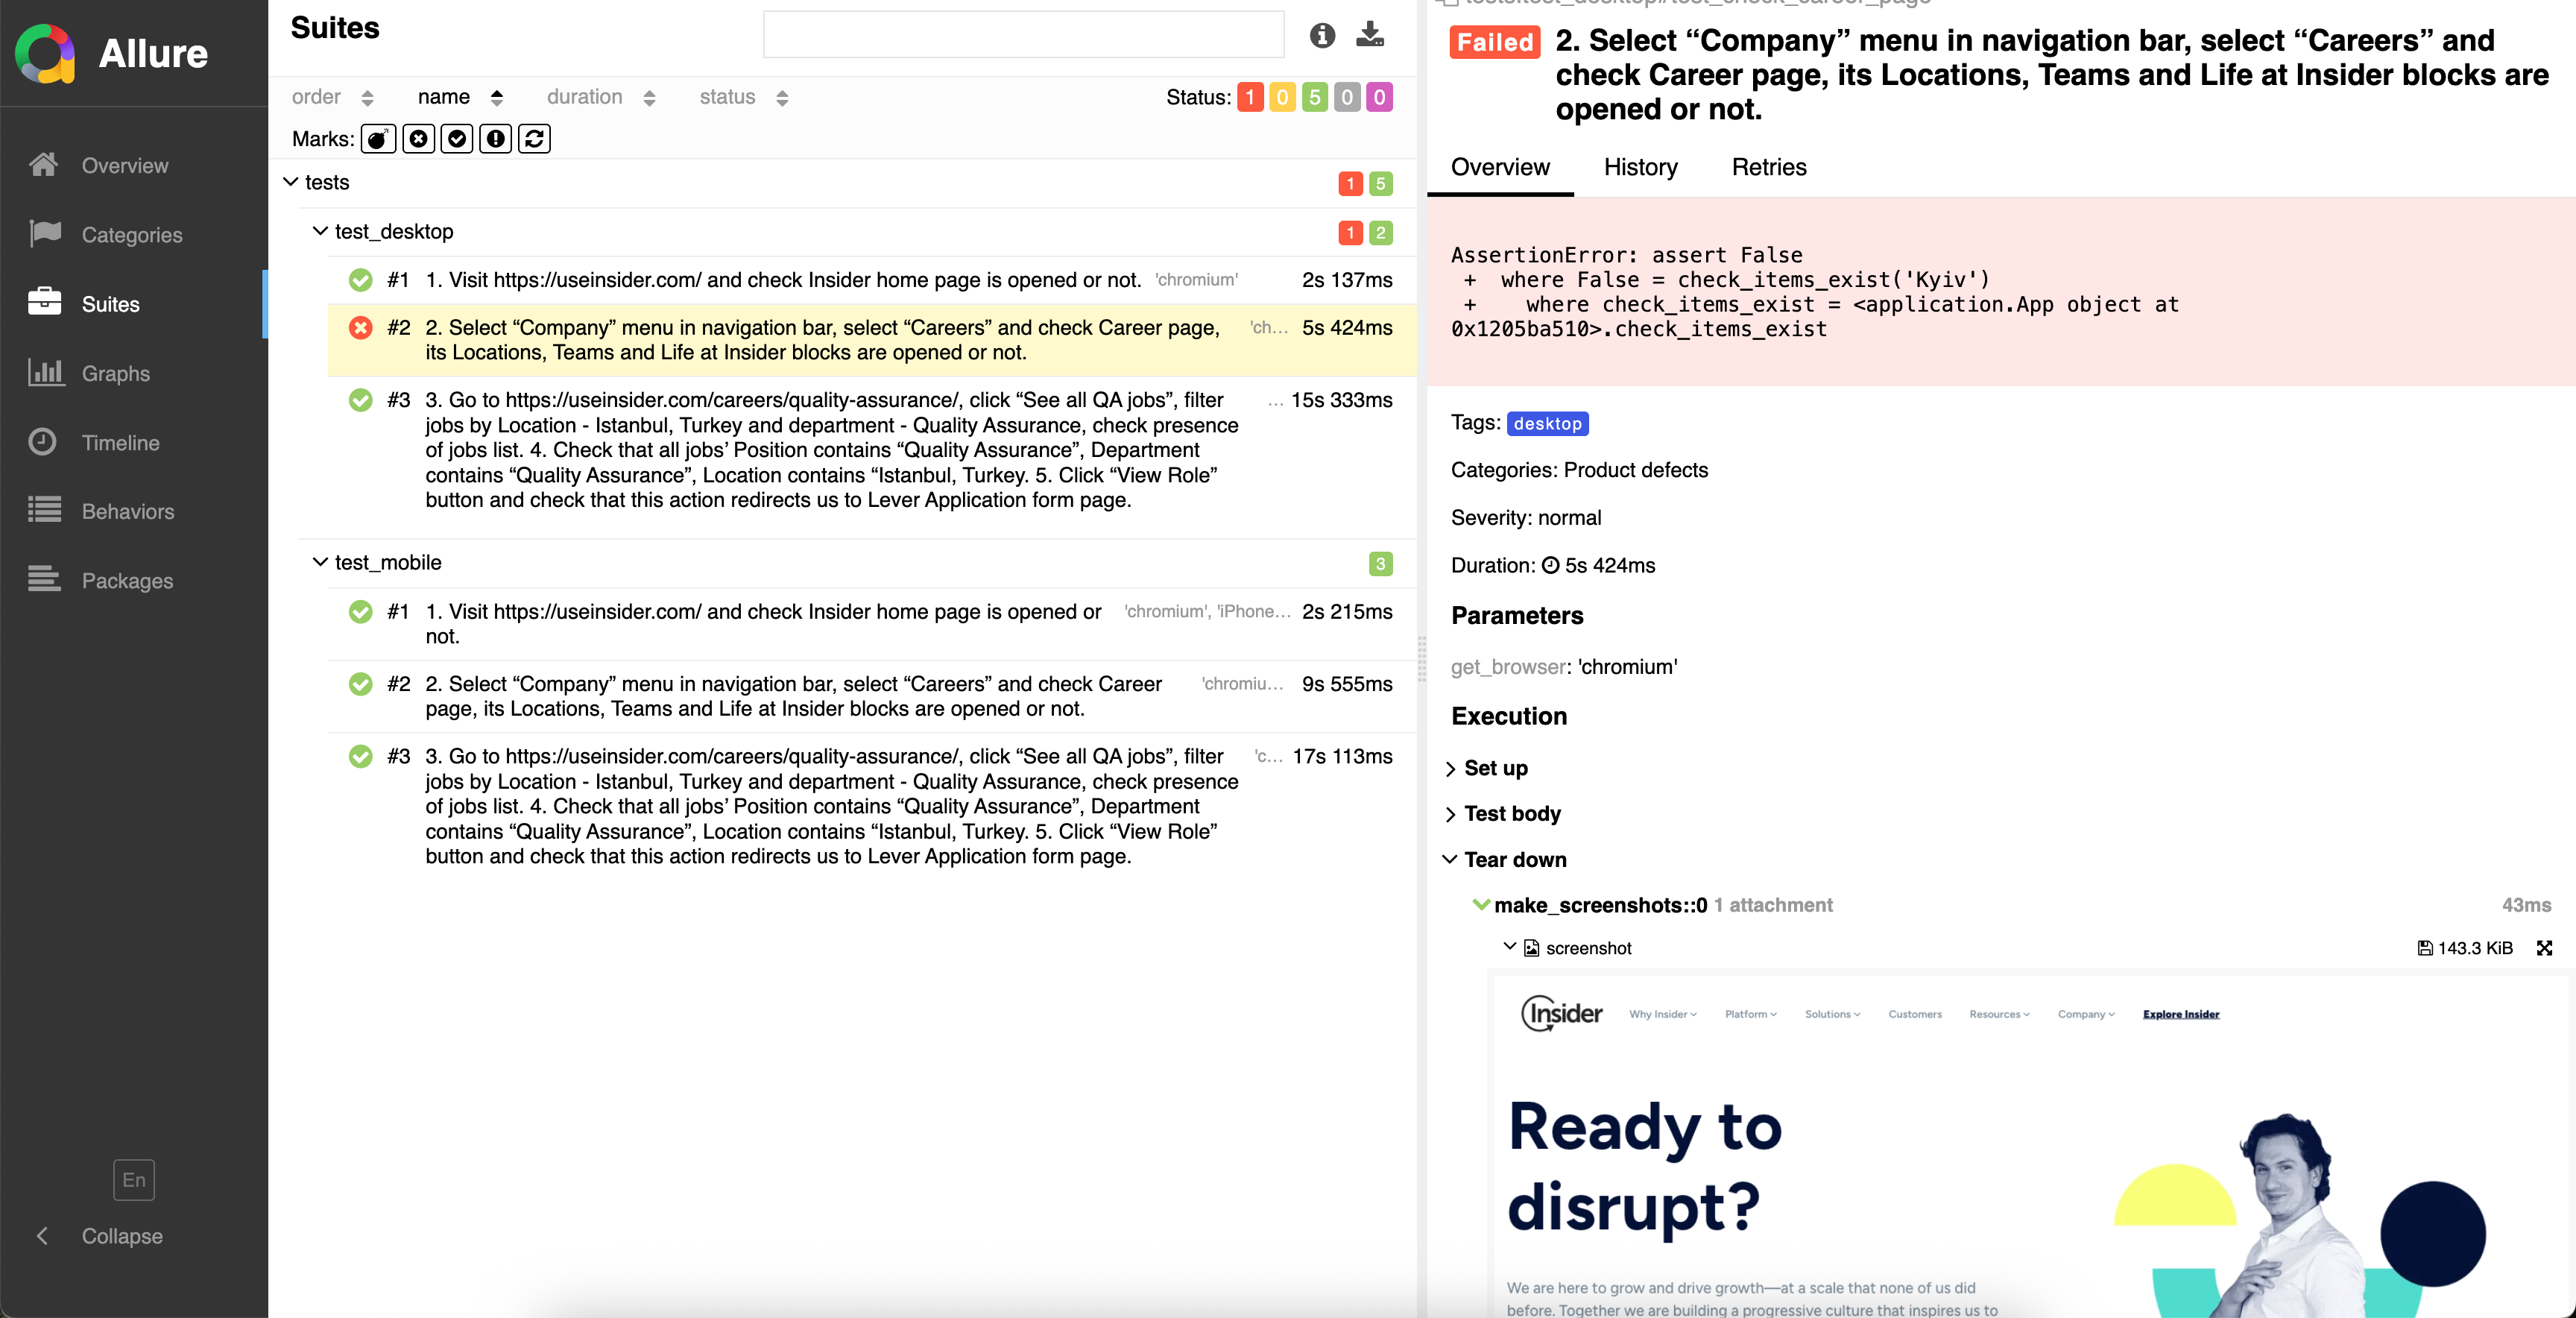 Allure
Overview
Categories
Suites
Graphs
Timeline
Behaviors
Packages
En
Collapse
Suites
order name duration status
Status: 1 0 5 0 0
Marks:
tests 1 5
test_desktop 1 2
#1 1. Visit https://useinsider.com/ and check Insider home page is opened or not. 'chromium' 2s 137ms
#2 2. Select “Company” menu in navigation bar, select “Careers” and check Career page, 'ch... 5s 424ms
its Locations, Teams and Life at Insider blocks are opened or not.
#3 3. Go to https://useinsider.com/careers/quality-assurance/, click “See all QA jobs”, filter ... 15s 333ms
jobs by Location - Istanbul, Turkey and department - Quality Assurance, check presence
of jobs list. 4. Check that all jobs’ Position contains “Quality Assurance”, Department
contains “Quality Assurance”, Location contains “Istanbul, Turkey. 5. Click “View Role”
button and check that this action redirects us to Lever Application form page.
test_mobile 3
#1 1. Visit https://useinsider.com/ and check Insider home page is opened or 'chromium', 'iPhone... 2s 215ms
not.
#2 2. Select “Company” menu in navigation bar, select “Careers” and check Career 'chromiu... 9s 555ms
page, its Locations, Teams and Life at Insider blocks are opened or not.
#3 3. Go to https://useinsider.com/careers/quality-assurance/, click “See all QA jobs”, filter 'c... 17s 113ms
jobs by Location - Istanbul, Turkey and department - Quality Assurance, check presence
of jobs list. 4. Check that all jobs’ Position contains “Quality Assurance”, Department
contains “Quality Assurance”, Location contains “Istanbul, Turkey. 5. Click “View Role”
button and check that this action redirects us to Lever Application form page.
tests.test_desktop#test_check_career_page
Failed 2. Select “Company” menu in navigation bar, select “Careers” and
check Career page, its Locations, Teams and Life at Insider blocks are
opened or not.
Overview History Retries
AssertionError: assert False
+ where False = check_items_exist('Kyiv')
+ where check_items_exist = <application.App object at
0x1205ba510>.check_items_exist
Tags: desktop
Categories: Product defects
Severity: normal
Duration: 5s 424ms
Parameters
get_browser: 'chromium'
Execution
Set up
Test body
Tear down
make_screenshots::0 1 attachment 43ms
screenshot 143.3 KiB
Insider Why Insider Platform Solutions Customers Resources Company Explore Insider
Ready to
disrupt?
We are here to grow and drive growth—at a scale that none of us did
before. Together we are building a progressive culture that inspires us to